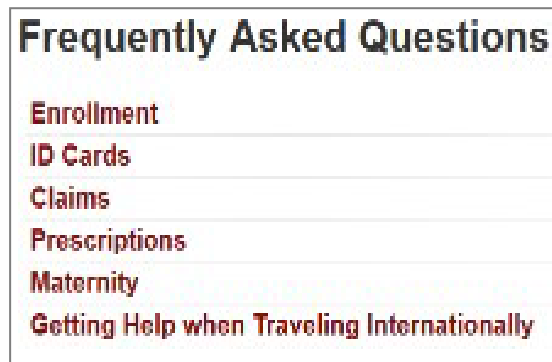 Frequently Asked Questions
Enrollment
ID Cards
Claims
Prescriptions
Maternity
Getting Help when Traveling Internationally